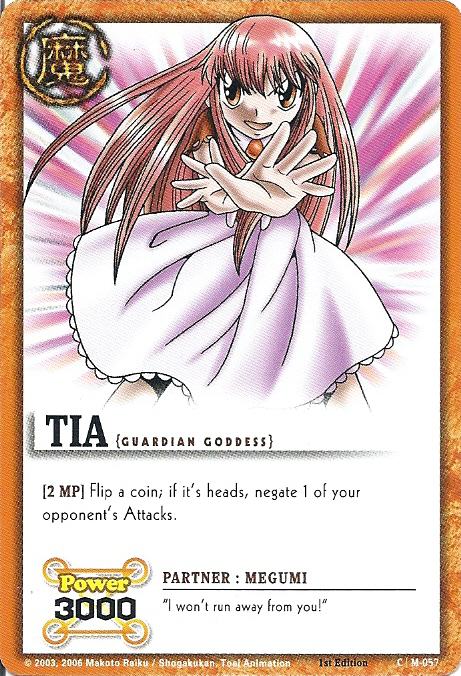 魔
TIA {GUARDIAN GODDESS}
[2 MP] Flip a coin; if it's heads, negate 1 of your
opponent's Attacks.
Power
3000
PARTNER : MEGUMI
"I won't run away from you!"
© 2003, 2006 Makoto Raiku / Shogakukan, Toei Animation 1st Edition C | M-057